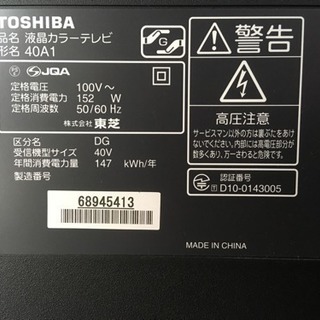 TOSHIBA
品名 液晶カラーテレビ
形名 40A1
JQA
定格電圧 100V～
定格消費電力 152 W
定格周波数 50/60 Hz
株式会社 東芝
区分名 DG
受信機型サイズ 40V
年間消費電力量 147 kWh/年
製造番号
68945413
警告
高圧注意
サービスマン以外の方は裏ぶたをあけ
ないでください。内部には高圧部分が
数多くあり、万一さわると危険です。
認証番号
D10-0143005
MADE IN CHINA